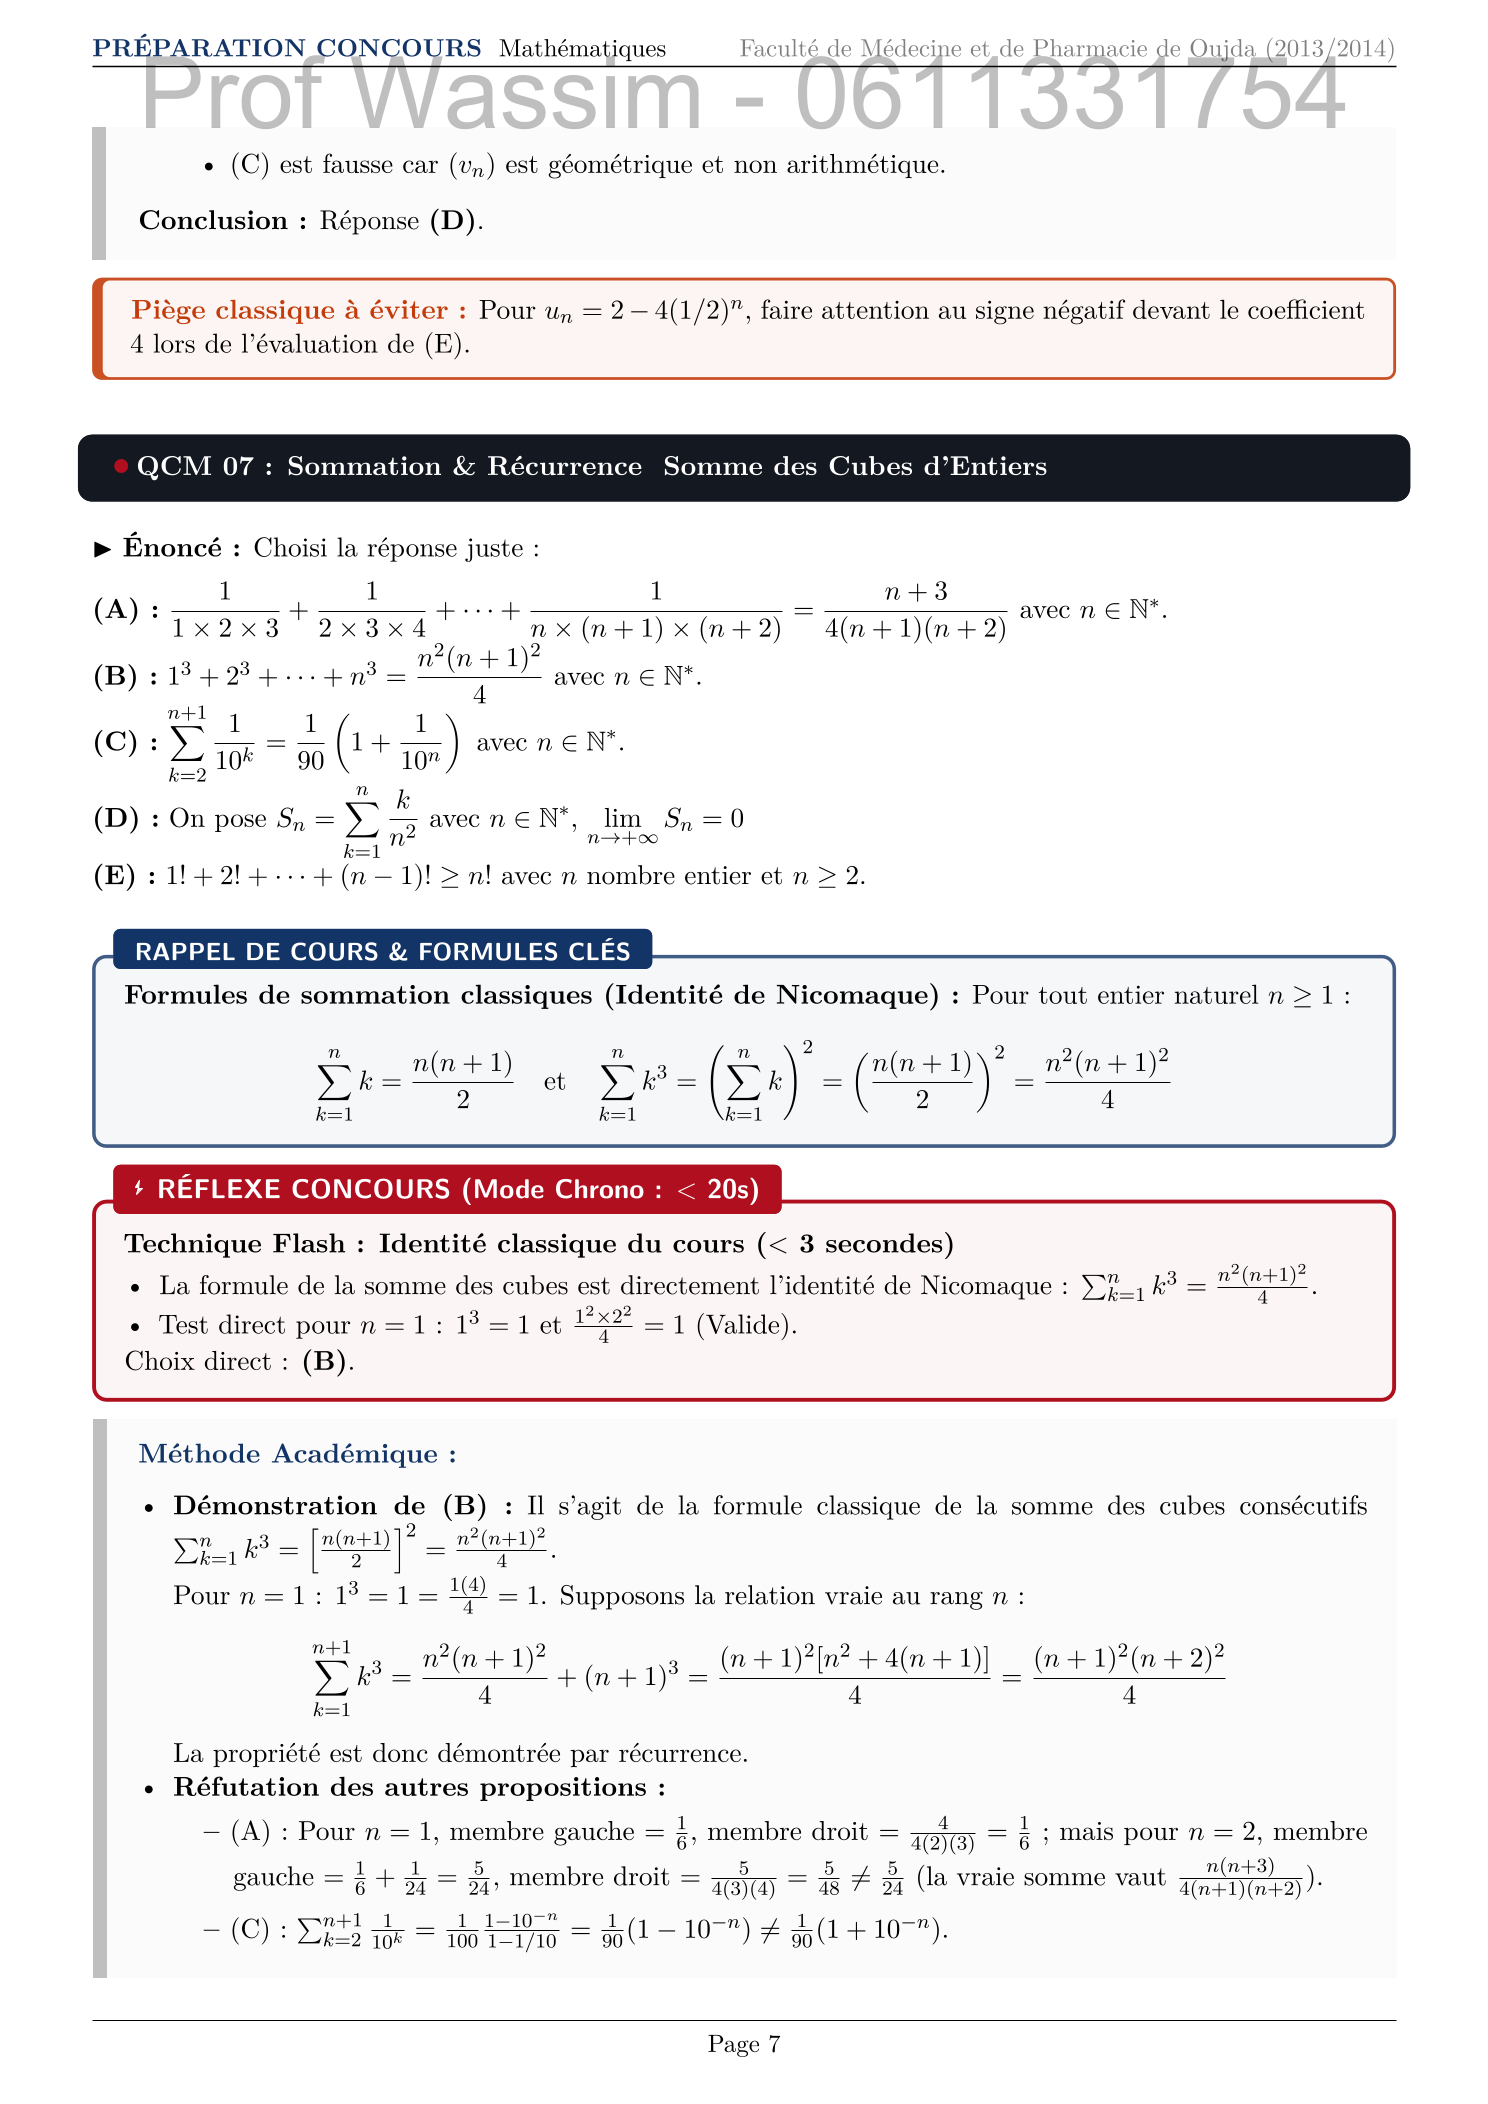 PRÉPARATION CONCOURS Mathématiques Faculté de Médecine et de Pharmacie de Oujda (2013/2014)
Prof Wassim - 0611331754
• (C) est fausse car (vₙ) est géométrique et non arithmétique.
Conclusion : Réponse (D).
Piège classique à éviter : Pour uₙ = 2 − 4(1/2)ⁿ, faire attention au signe négatif devant le coefficient
4 lors de l'évaluation de (E).
● QCM 07 : Sommation & Récurrence Somme des Cubes d'Entiers
▶ Énoncé : Choisi la réponse juste :
(A) : 1/(1 × 2 × 3) + 1/(2 × 3 × 4) + ··· + 1/(n × (n + 1) × (n + 2)) = (n + 3)/(4(n + 1)(n + 2)) avec n ∈ ℕ*.
(B) : 1³ + 2³ + ··· + n³ = n²(n + 1)²/4 avec n ∈ ℕ*.
(C) : ∑_{k=2}^{n+1} 1/10ᵏ = 1/90 (1 + 1/10ⁿ) avec n ∈ ℕ*.
(D) : On pose Sₙ = ∑_{k=1}^{n} k/n² avec n ∈ ℕ*, lim_{n→+∞} Sₙ = 0
(E) : 1! + 2! + ··· + (n − 1)! ≥ n! avec n nombre entier et n ≥ 2.
RAPPEL DE COURS & FORMULES CLÉS
Formules de sommation classiques (Identité de Nicomaque) : Pour tout entier naturel n ≥ 1 :
∑_{k=1}^{n} k = n(n + 1)/2 et ∑_{k=1}^{n} k³ = (∑_{k=1}^{n} k)² = (n(n + 1)/2)² = n²(n + 1)²/4
⚡ RÉFLEXE CONCOURS (Mode Chrono : < 20s)
Technique Flash : Identité classique du cours (< 3 secondes)
• La formule de la somme des cubes est directement l'identité de Nicomaque : ∑_{k=1}^{n} k³ = n²(n+1)²/4.
• Test direct pour n = 1 : 1³ = 1 et 1²×2²/4 = 1 (Valide).
Choix direct : (B).
Méthode Académique :
• Démonstration de (B) : Il s'agit de la formule classique de la somme des cubes consécutifs
∑_{k=1}^{n} k³ = [n(n+1)/2]² = n²(n+1)²/4.
Pour n = 1 : 1³ = 1 = 1(4)/4 = 1. Supposons la relation vraie au rang n :
∑_{k=1}^{n+1} k³ = n²(n + 1)²/4 + (n + 1)³ = (n + 1)²[n² + 4(n + 1)]/4 = (n + 1)²(n + 2)²/4
La propriété est donc démontrée par récurrence.
• Réfutation des autres propositions :
– (A) : Pour n = 1, membre gauche = 1/6, membre droit = 4/(4(2)(3)) = 1/6 ; mais pour n = 2, membre
gauche = 1/6 + 1/24 = 5/24, membre droit = 5/(4(3)(4)) = 5/48 ≠ 5/24 (la vraie somme vaut n(n+3)/(4(n+1)(n+2))).
– (C) : ∑_{k=2}^{n+1} 1/10ᵏ = 1/100 (1−10⁻ⁿ)/(1−1/10) = 1/90(1 − 10⁻ⁿ) ≠ 1/90(1 + 10⁻ⁿ).
Page 7